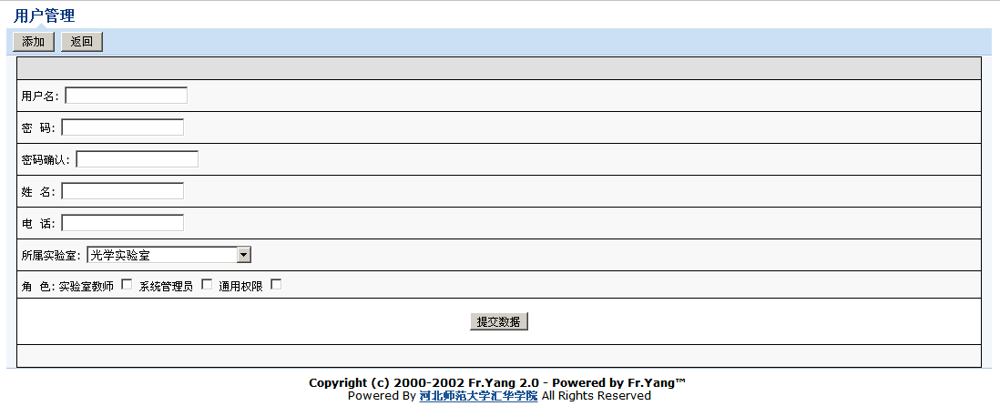 用户管理
添加 返回
用户名:
密 码:
密码确认:
姓 名:
电 话:
所属实验室: 光学实验室
角 色: 实验室教师 系统管理员 通用权限
提交数据
Copyright (c) 2000-2002 Fr.Yang 2.0 - Powered by Fr.Yang™
Powered By 河北师范大学汇华学院 All Rights Reserved